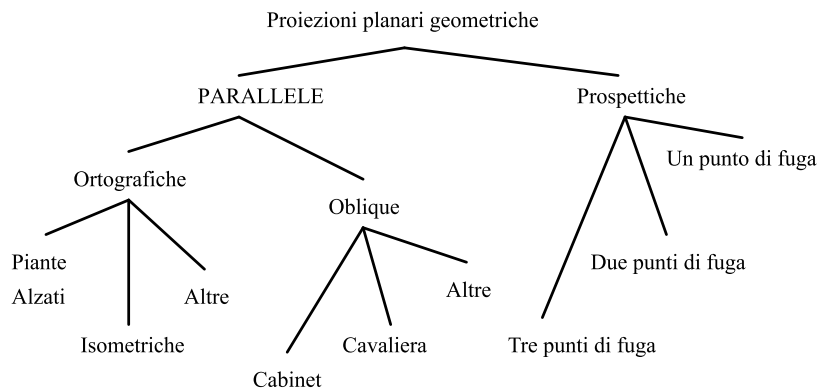 Proiezioni planari geometriche
PARALLELE
Prospettiche
Un punto di fuga
Ortografiche
Oblique
Piante
Alzati
Altre
Due punti di fuga
Altre
Isometriche
Cavaliera
Tre punti di fuga
Cabinet